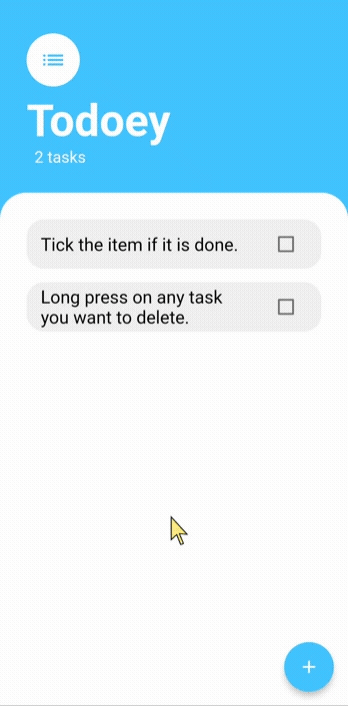 Todoey
2 tasks
Tick the item if it is done.
Long press on any task
you want to delete.
+